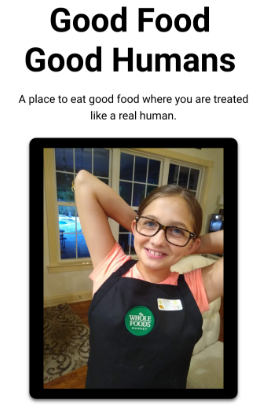 Good Food
Good Humans
A place to eat good food where you are treated
like a real human.
WHOLE
FOODS
MARKET